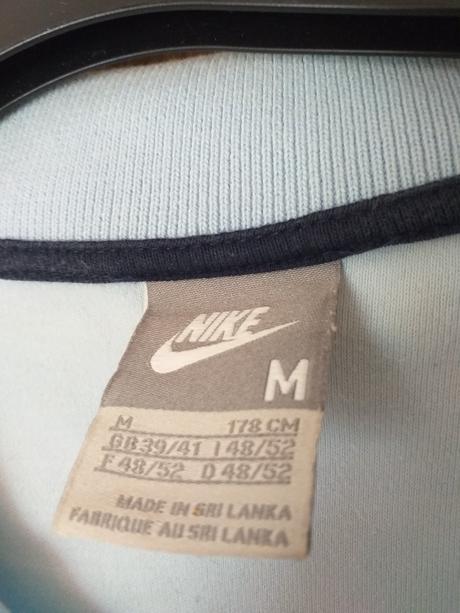 NIKE
M
M 178 CM
GB 39/41 I 48/52
F 48/52 D 48/52
MADE IN SRI LANKA
FABRIQUE AU SRI LANKA